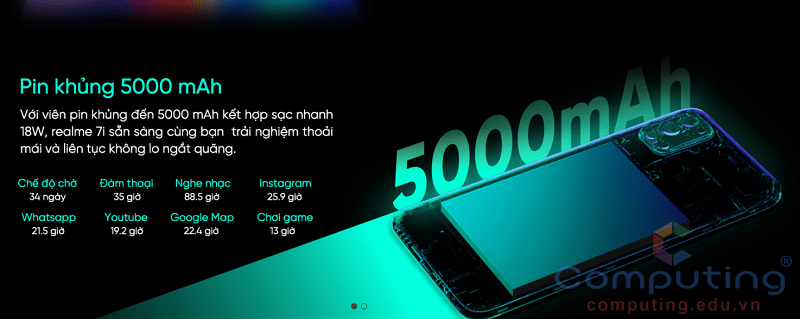 Pin khủng 5000 mAh
Với viên pin khủng đến 5000 mAh kết hợp sạc nhanh
18W, realme 7i sẵn sàng cùng bạn trải nghiệm thoải
mái và liên tục không lo ngắt quãng.
Chế độ chờ Đàm thoại Nghe nhạc Instagram
34 ngày 35 giờ 88.5 giờ 25.9 giờ
Whatsapp Youtube Google Map Chơi game
21.5 giờ 19.2 giờ 22.4 giờ 13 giờ
5000mAh
Computing®
computing.edu.vn